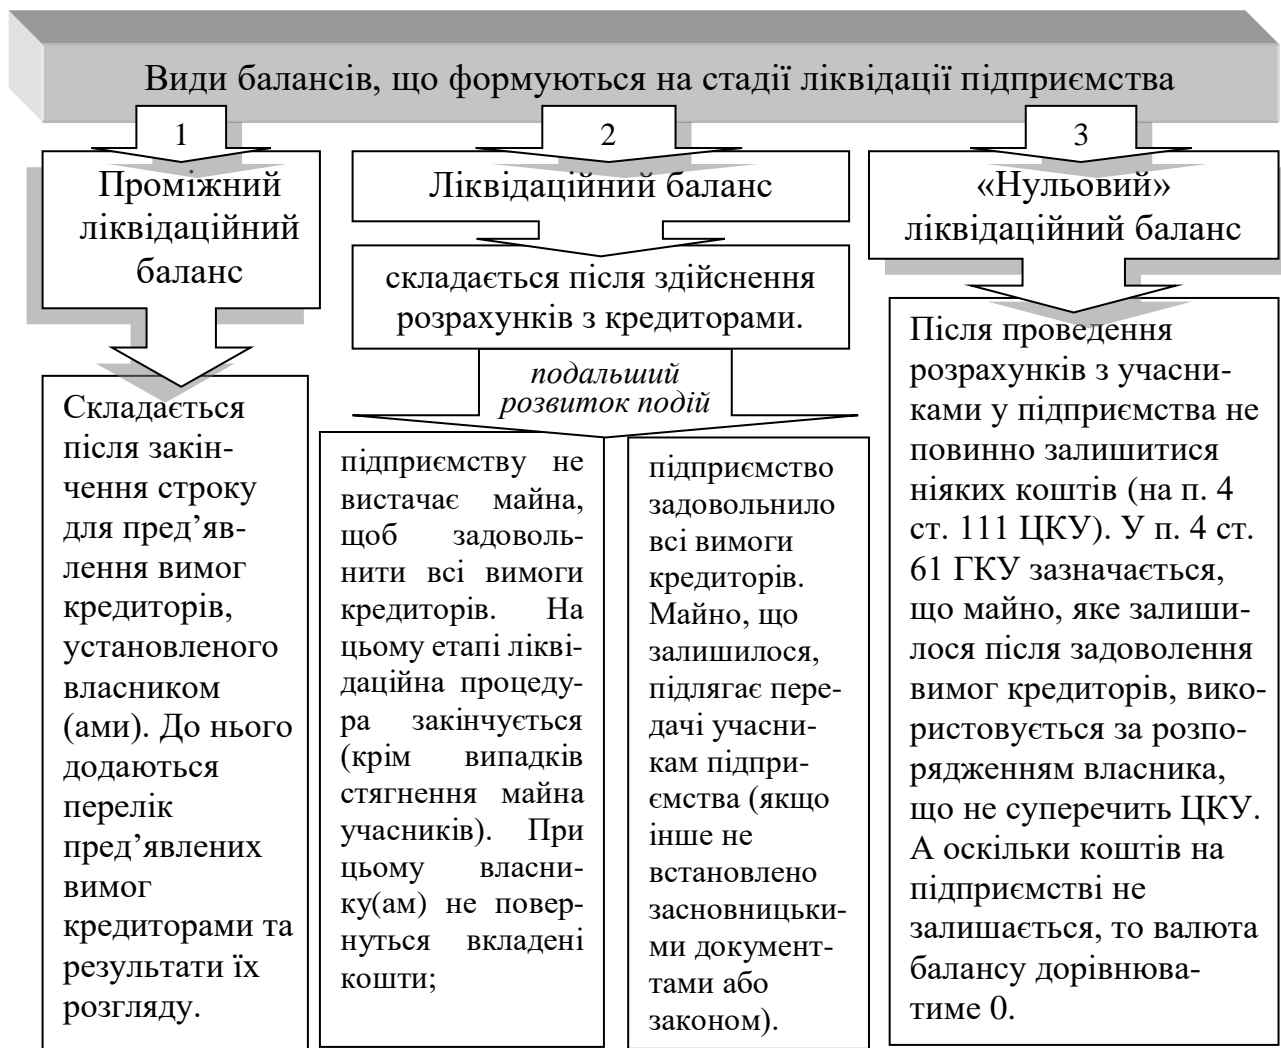 Види балансів, що формуються на стадії ліквідації підприємства
1
Проміжний
ліквідаційний
баланс
Складається
після закін-
чення строку
для пред’яв-
лення вимог
кредиторів,
установленого
власником
(ами). До нього
додаються
перелік
пред’явлених
вимог
кредиторами та
результати їх
розгляду.
2
Ліквідаційний баланс
складається після здійснення
розрахунків з кредиторами.
подальший
розвиток подій
підприємству не
вистачає майна,
щоб задоволь-
нити всі вимоги
кредиторів. На
цьому етапі лікві-
даційна процеду-
ра закінчується
(крім випадків
стягнення майна
учасників). При
цьому власни-
ку(ам) не повер-
нуться вкладені
кошти;
підприємство
задовольнило
всі вимоги
кредиторів.
Майно, що
залишилося,
підлягає пере-
дачі учасни-
кам підпри-
ємства (якщо
інше не
встановлено
засновницьки-
ми документ-
тами або
законом).
3
«Нульовий»
ліквідаційний баланс
Після проведення
розрахунків з учасни-
ками у підприємства не
повинно залишитися
ніяких коштів (на п. 4
ст. 111 ЦКУ). У п. 4 ст.
61 ГКУ зазначається,
що майно, яке залиши-
лося після задоволення
вимог кредиторів, вико-
ристовується за розпо-
рядженням власника,
що не суперечить ЦКУ.
А оскільки коштів на
підприємстві не
залишається, то валюта
балансу дорівнюва-
тиме 0.